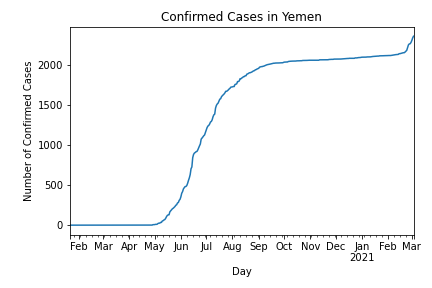 Confirmed Cases in Yemen
Number of Confirmed Cases
2000
1500
1000
500
0
Feb Mar Apr May Jun Jul Aug Sep Oct Nov Dec Jan Feb Mar
2021
Day